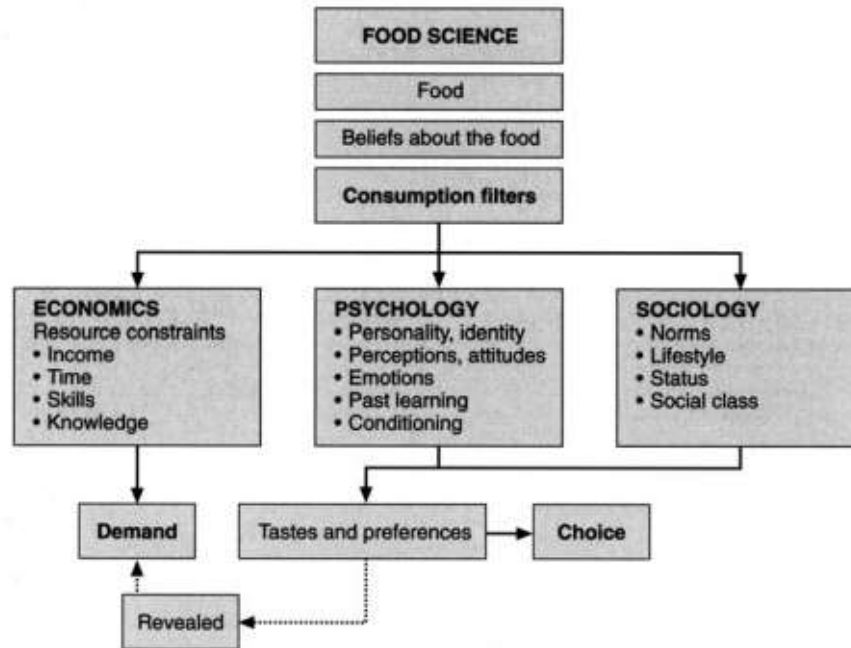 FOOD SCIENCE
Food
Beliefs about the food
Consumption filters
ECONOMICS
Resource constraints
• Income
• Time
• Skills
• Knowledge
PSYCHOLOGY
• Personality, identity
• Perceptions, attitudes
• Emotions
• Past learning
• Conditioning
SOCIOLOGY
• Norms
• Lifestyle
• Status
• Social class
Demand
Tastes and preferences
Choice
Revealed